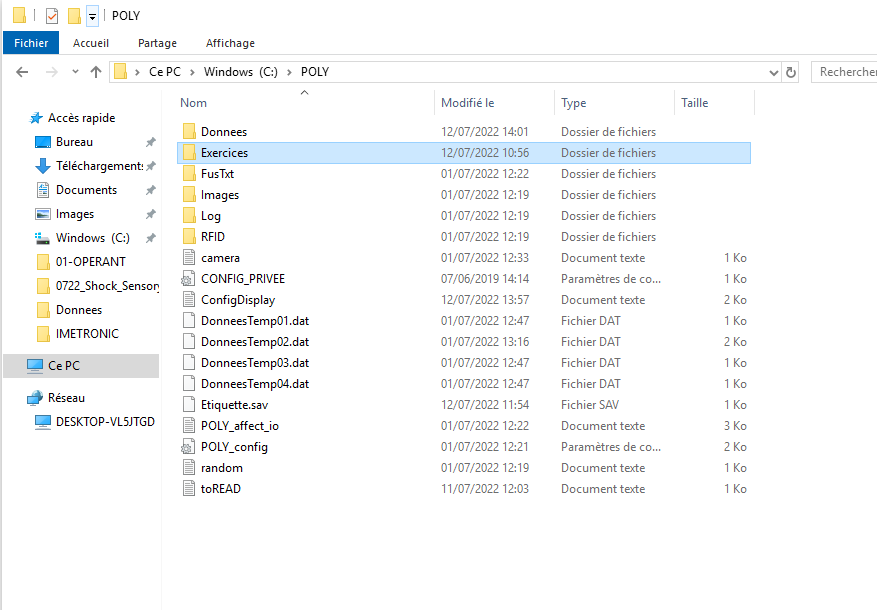 POLY
Fichier Accueil Partage Affichage
Ce PC Windows (C:) POLY
Rechercher
Nom Modifié le Type Taille
Accès rapide
Bureau
Téléchargements
Documents
Images
Windows (C:)
01-OPERANT
0722_Shock_Sensory
Donnees
IMETRONIC
Ce PC
Réseau
DESKTOP-VL5JTGD
Donnees 12/07/2022 14:01 Dossier de fichiers
Exercices 12/07/2022 10:56 Dossier de fichiers
FusTxt 01/07/2022 12:22 Dossier de fichiers
Images 01/07/2022 12:19 Dossier de fichiers
Log 01/07/2022 12:19 Dossier de fichiers
RFID 01/07/2022 12:19 Dossier de fichiers
camera 01/07/2022 12:33 Document texte 1 Ko
CONFIG_PRIVEE 07/06/2019 14:14 Paramètres de co... 1 Ko
ConfigDisplay 12/07/2022 13:57 Document texte 2 Ko
DonneesTemp01.dat 01/07/2022 12:47 Fichier DAT 1 Ko
DonneesTemp02.dat 01/07/2022 13:16 Fichier DAT 2 Ko
DonneesTemp03.dat 01/07/2022 12:47 Fichier DAT 1 Ko
DonneesTemp04.dat 01/07/2022 12:47 Fichier DAT 1 Ko
Etiquette.sav 12/07/2022 11:54 Fichier SAV 1 Ko
POLY_affect_io 01/07/2022 12:22 Document texte 3 Ko
POLY_config 01/07/2022 12:21 Paramètres de co... 2 Ko
random 01/07/2022 12:19 Document texte 1 Ko
toREAD 11/07/2022 12:03 Document texte 1 Ko